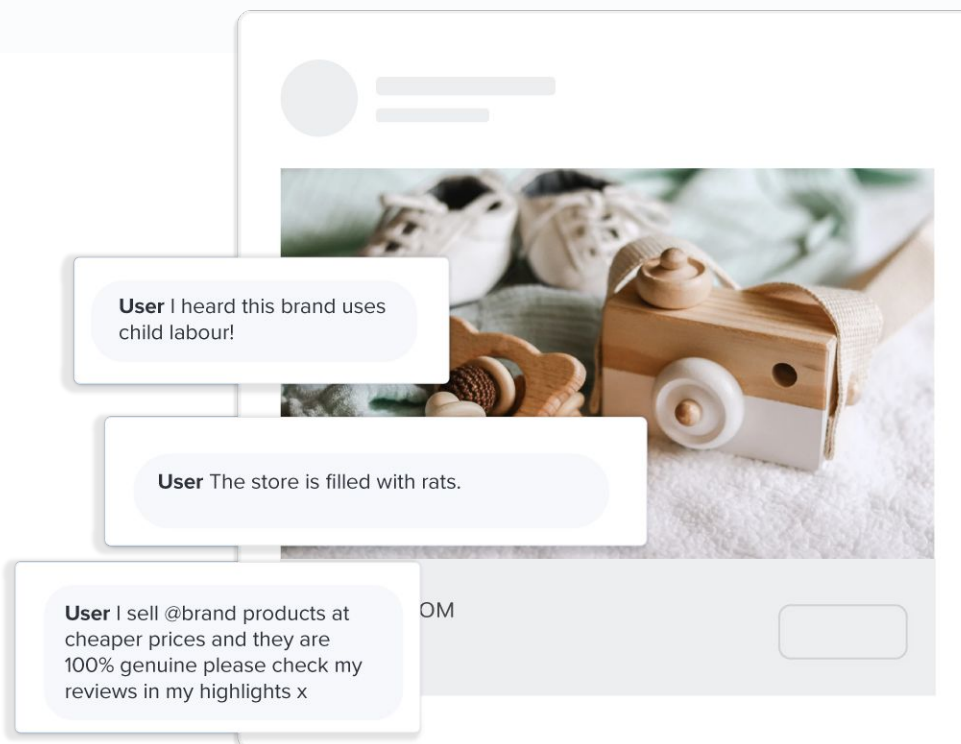 User I heard this brand uses
child labour!
User The store is filled with rats.
User I sell @brand products at
cheaper prices and they are
100% genuine please check my
reviews in my highlights x
OM